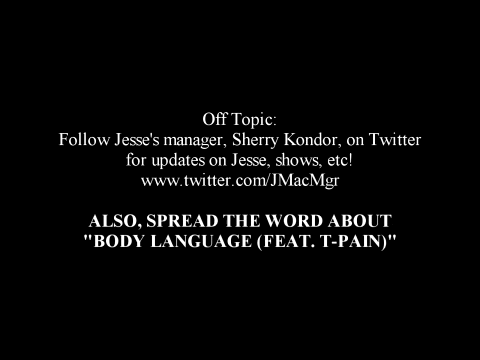 Off Topic:
Follow Jesse's manager, Sherry Kondor, on Twitter
for updates on Jesse, shows, etc!
www.twitter.com/JMacMgr
ALSO, SPREAD THE WORD ABOUT
"BODY LANGUAGE (FEAT. T-PAIN)"